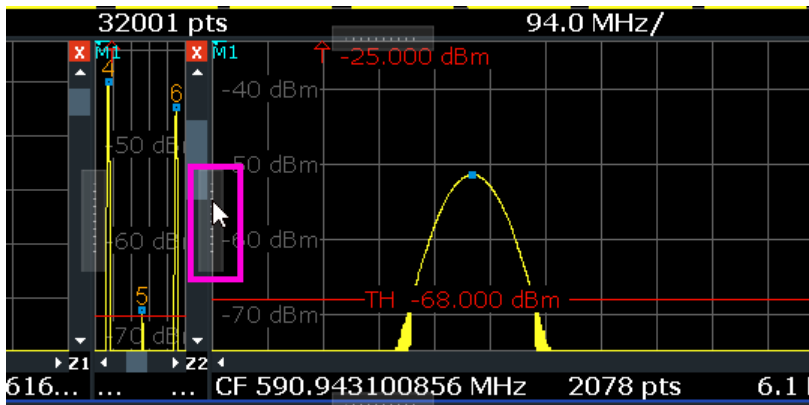 32001 pts 94.0 MHz/
X M1 X M1 -25.000 dBm
4
6 -40 dBm
-50 dB -50 dBm
-60 dB -60 dBm
5 TH -68.000 dBm
-70 dB -70 dBm
Z1 Z2
616... ... ... CF 590.943100856 MHz 2078 pts 6.1